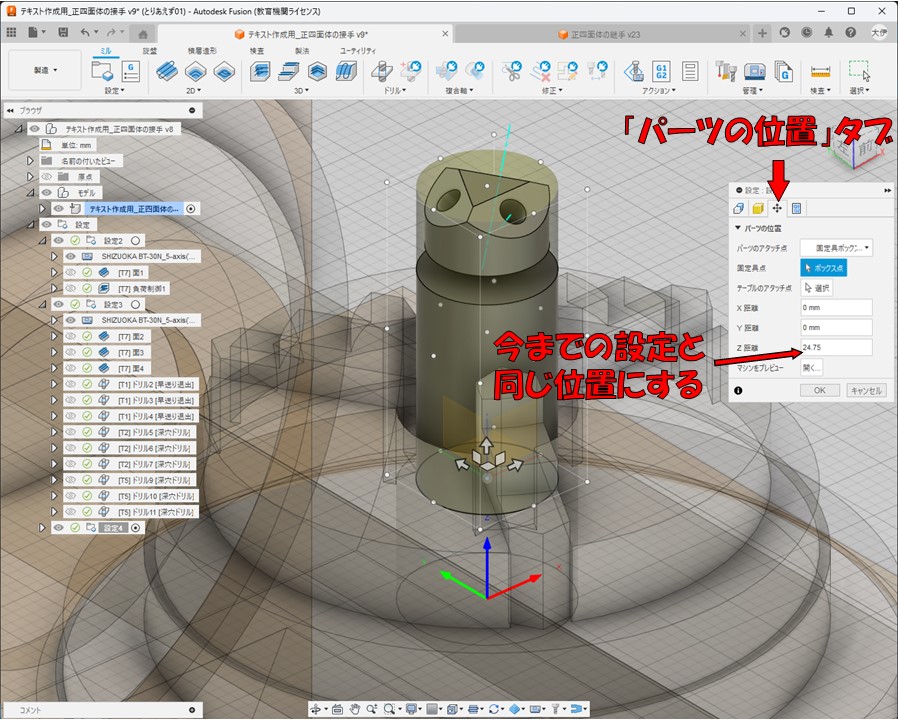 テキスト作成用_正四面体の接手 v9* (とりあえず01) - Autodesk Fusion (教育機関ライセンス)
テキスト作成用_正四面体の接手 v9*
正四面体の継手 v23
大伊
ミル
積層造形
検査
製法
ユーティリティ
製造
設定
2D
3D
ドリル
複合軸
修正
G1
G2
アクション
管理
検査
選択
ブラウザ
テキスト作成用_正四面体の接手 v8
単位: mm
名前の付いたビュー
原点
モデル
テキスト作成用_正四面体の...
設定
設定2
SHIZUOKA BT-30N_5-axis(...
[T7] 面1
[T7] 負荷制御1
設定3
SHIZUOKA BT-30N_5-axis(...
[T7] 面2
[T7] 面3
[T7] 面4
[T1] ドリル2 [早送り退出]
[T1] ドリル3 [早送り退出]
[T1] ドリル4 [早送り退出]
[T2] ドリル5 [深穴ドリル]
[T2] ドリル6 [深穴ドリル]
[T2] ドリル7 [深穴ドリル]
[T5] ドリル9 [深穴ドリル]
[T5] ドリル10 [深穴ドリル]
[T5] ドリル11 [深穴ドリル]
設定4
「パーツの位置」タブ
前
パーツの位置
パーツのアタッチ点
固定具ボック...
固定具点
ボックス点
テーブルのアタッチ点
選択
X 距離
0 mm
Y 距離
0 mm
Z 距離
24.75
マシンをプレビュー
開く...
OK
キャンセル
今までの設定と
同じ位置にする
Z
コメント